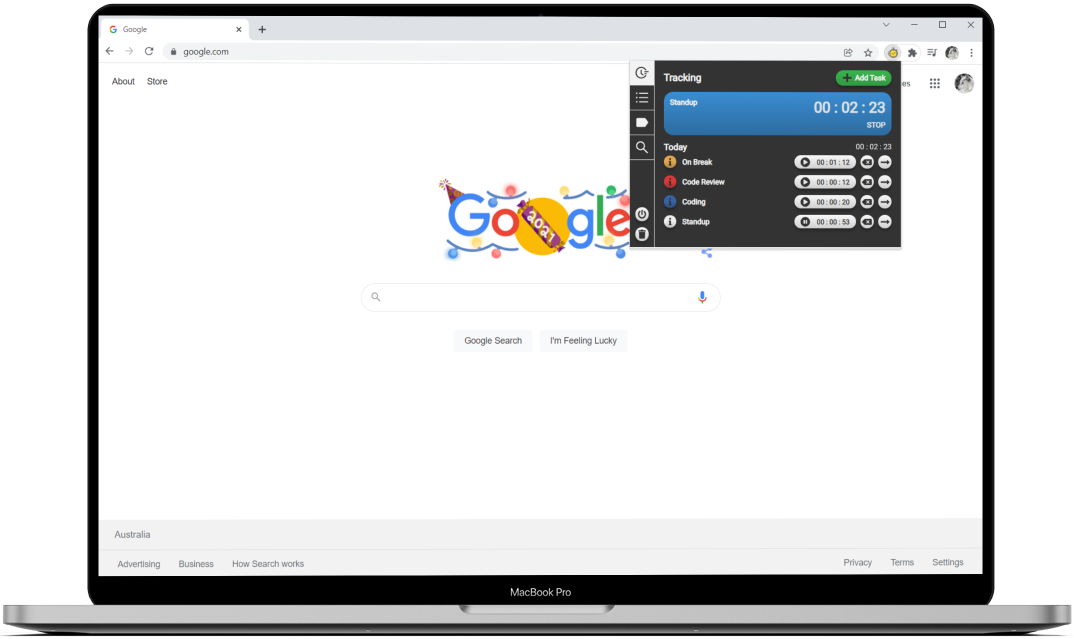 Google
google.com
About Store
es
Tracking
Add Task
Standup
00 : 02 : 23
STOP
Today 00 : 02 : 23
On Break 00 : 01 : 12
Code Review 00 : 00 : 12
Coding 00 : 00 : 20
Standup 00 : 00 : 53
Google
2021
Google Search I'm Feeling Lucky
Australia
Advertising Business How Search works Privacy Terms Settings
MacBook Pro